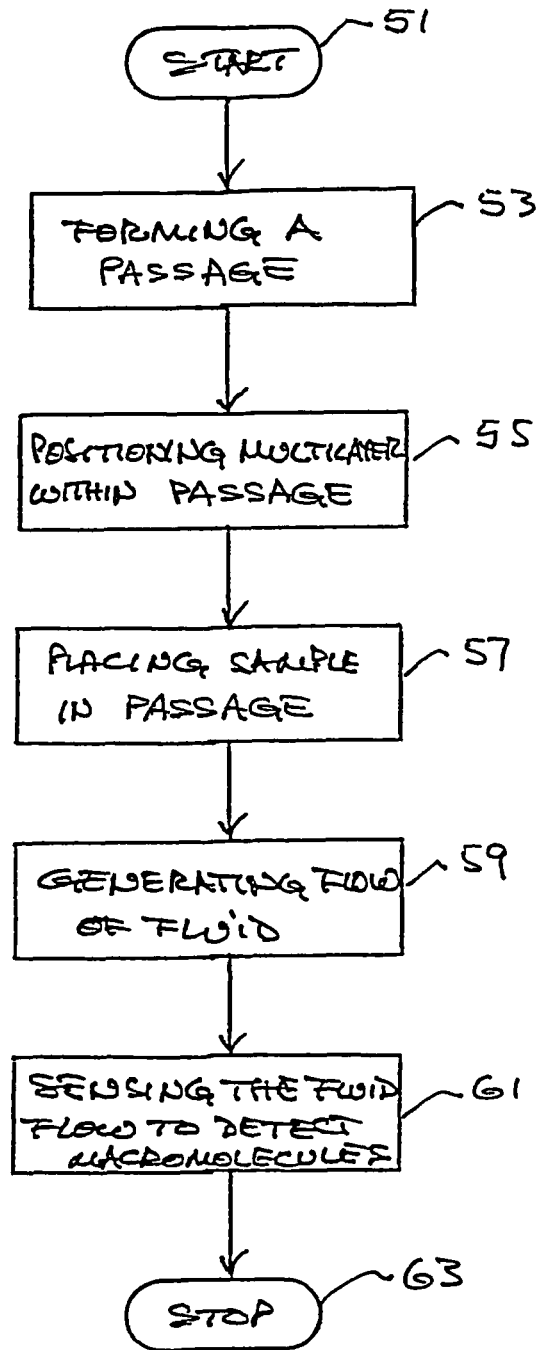 51
START
53
FORMING A
PASSAGE
55
POSITIONING MULTILAYER
WITHIN PASSAGE
57
PLACING SAMPLE
IN PASSAGE
59
GENERATING FLOW
OF FLUID
61
SENSING THE FLUID
FLOW TO DETECT
MACROMOLECULES
63
STOP